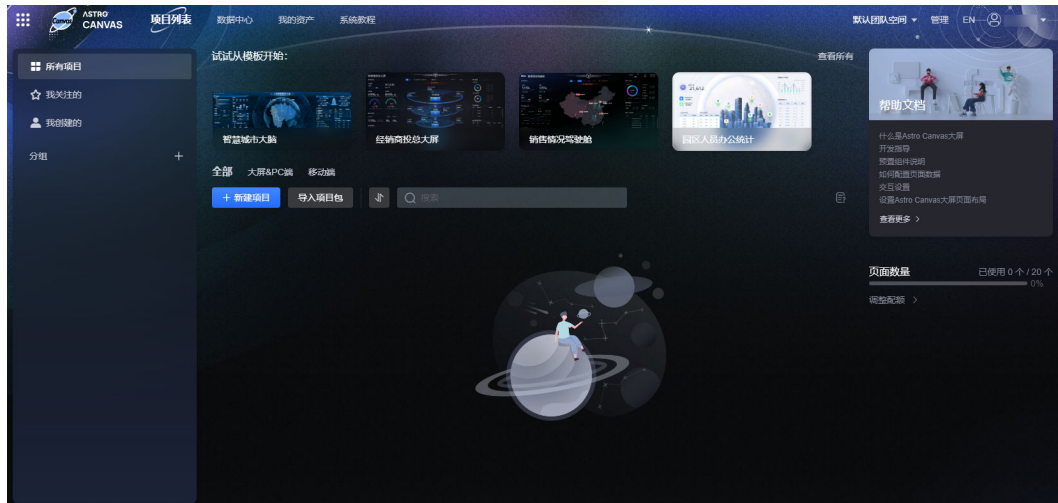 Canvas
ASTRO
CANVAS
项目列表
数据中心
我的资产
系统教程
默认团队空间
管理
EN
所有项目
我关注的
我创建的
分组
试试从模板开始:
查看所有
智慧城市大脑
经销商投总大屏
销售情况驾驶舱
园区人员办公统计
全部
大屏&PC端
移动端
新建项目
导入项目包
搜索
帮助文档
什么是Astro Canvas大屏
开发指导
预置组件说明
如何配置页面数据
交互设置
设置Astro Canvas大屏页面布局
查看更多
页面数量
已使用 0 个 / 20 个
0%
调整配额